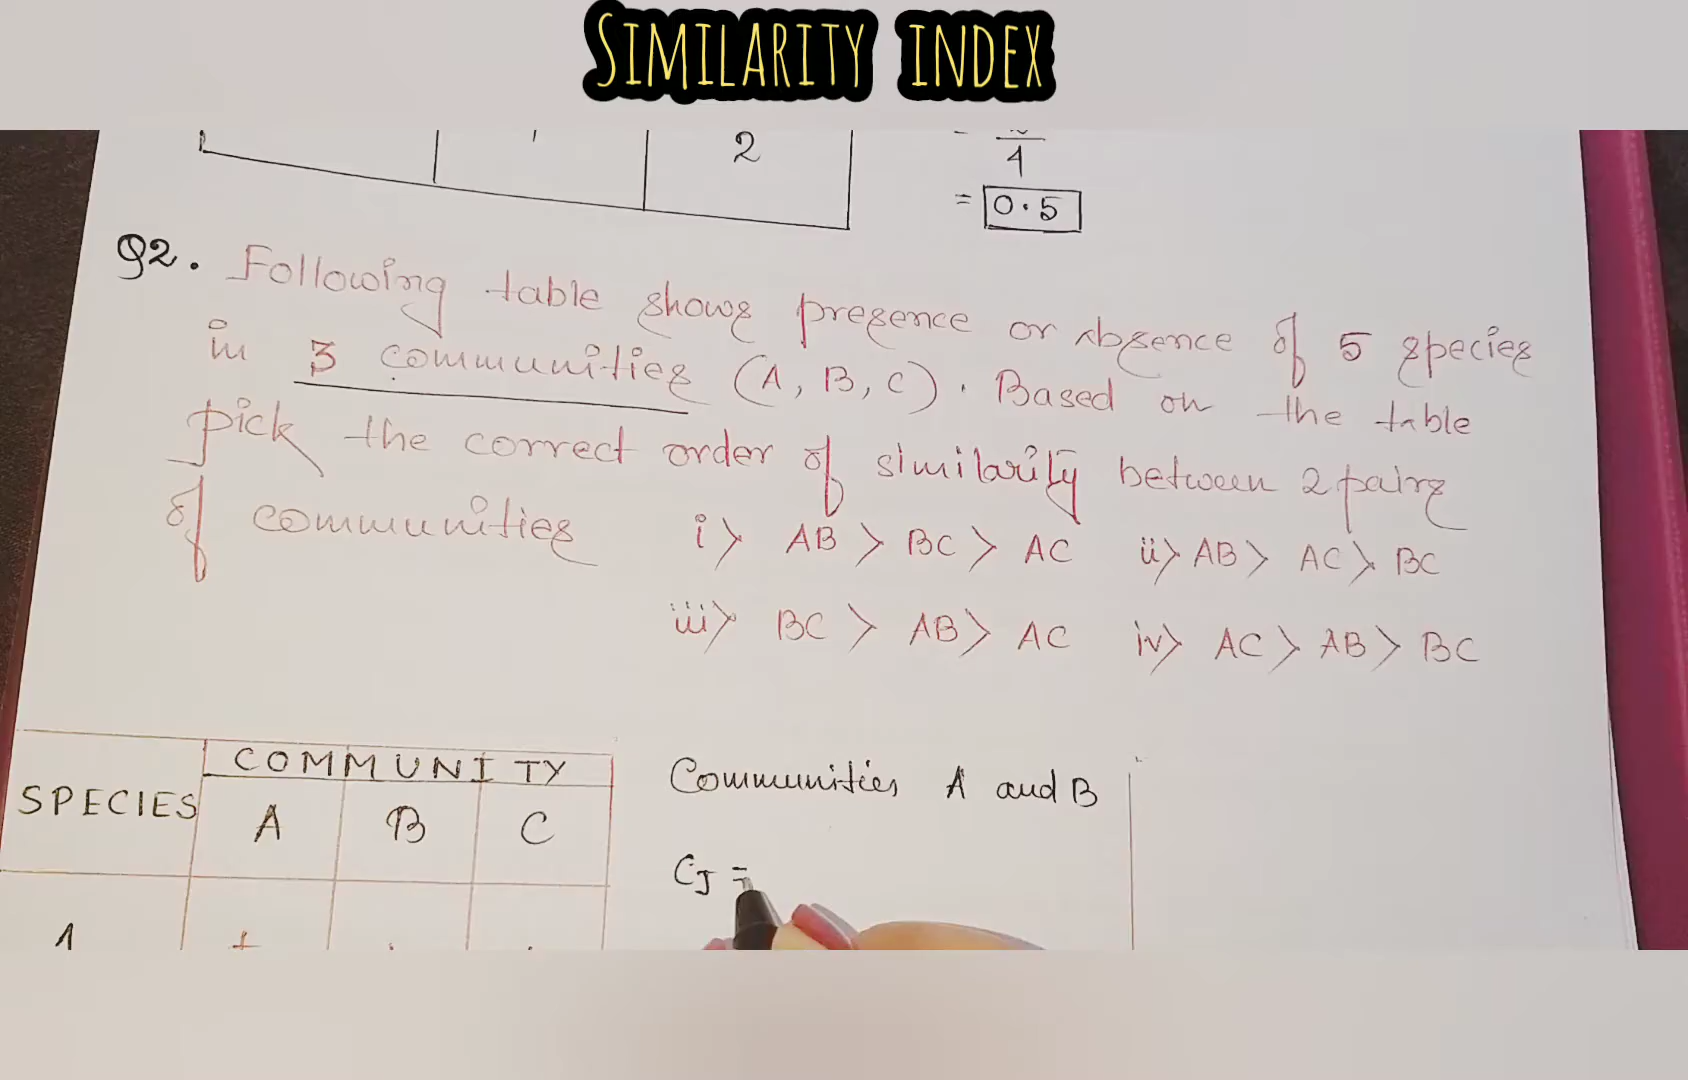 SIMILARITY INDEX
2
4
= 0.5
Q2. Following table shows presence or absence of 5 species
in 3 communities (A, B, C). Based on the table
pick the correct order of similarity between 2 pairs
of communities i> AB > BC > AC ii> AB > AC > BC
iii> BC > AB > AC iv> AC > AB > BC
SPECIES COMMUNITY
A B C
1 +
Communities A and B
CJ =